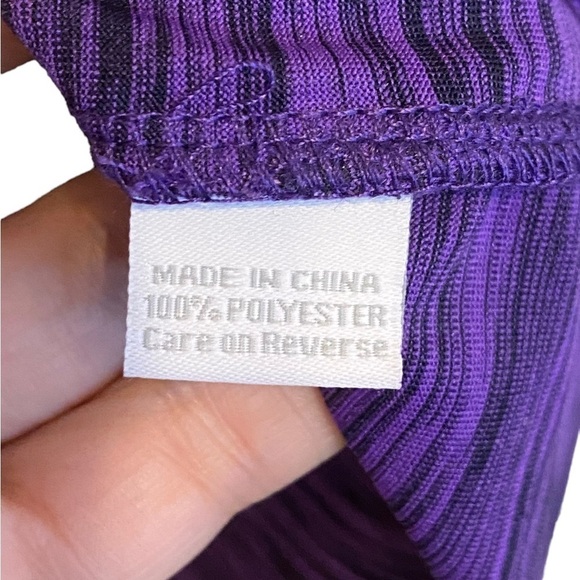 MADE IN CHINA
100% POLYESTER
Care on Reverse